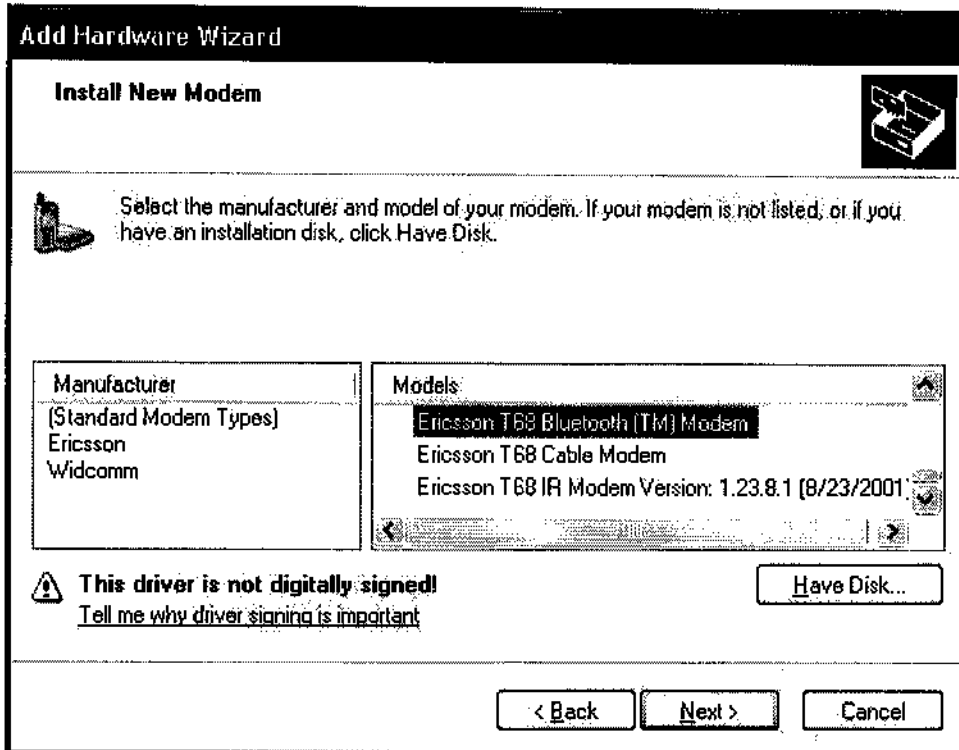 Add Hardware Wizard
Install New Modem
Select the manufacturer and model of your modem. If your modem is not listed, or if you
have an installation disk, click Have Disk.
Manufacturer
(Standard Modem Types)
Ericsson
Widcomm
Models
Ericsson T68 Bluetooth (TM) Modem
Ericsson T68 Cable Modem
Ericsson T68 IR Modem Version: 1.23.8.1 [8/23/2001]
This driver is not digitally signed!
Tell me why driver signing is important
Have Disk...
< Back
Next >
Cancel